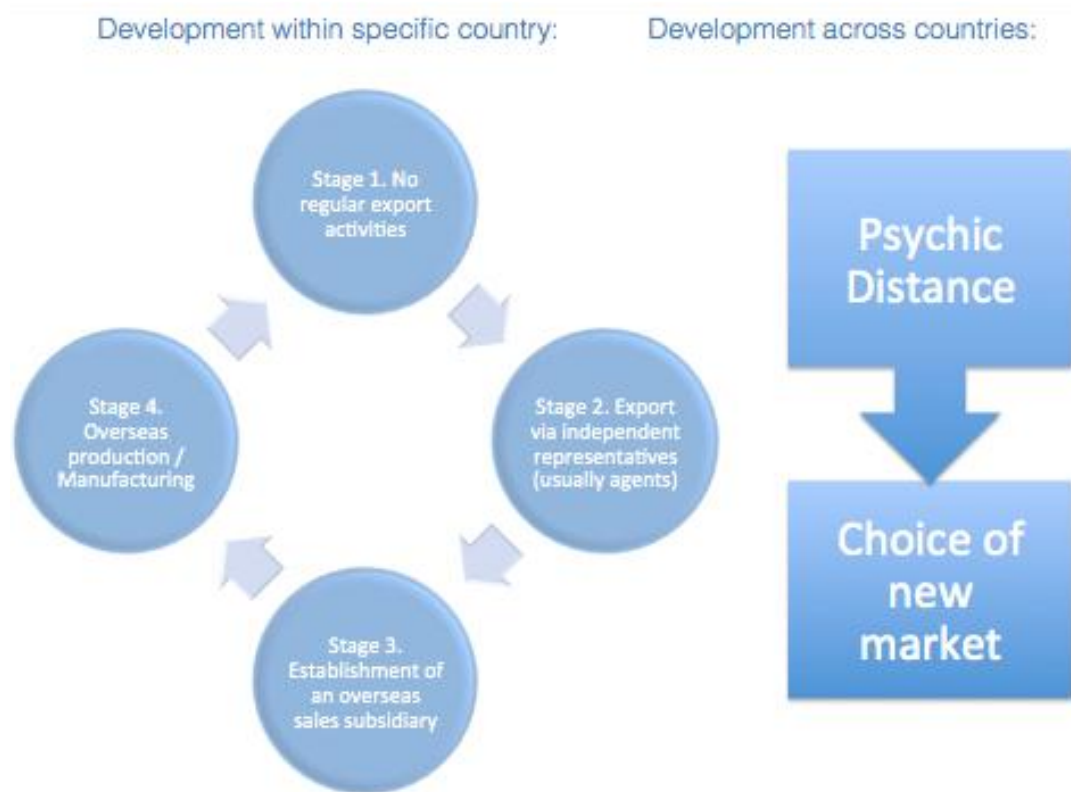 Development within specific country:
Development across countries:
Stage 1. No
regular export
activities
Stage 2. Export
via independent
representatives
(usually agents)
Stage 3.
Establishment of
an overseas
sales subsidiary
Stage 4.
Overseas
production /
Manufacturing
Psychic
Distance
Choice of
new
market